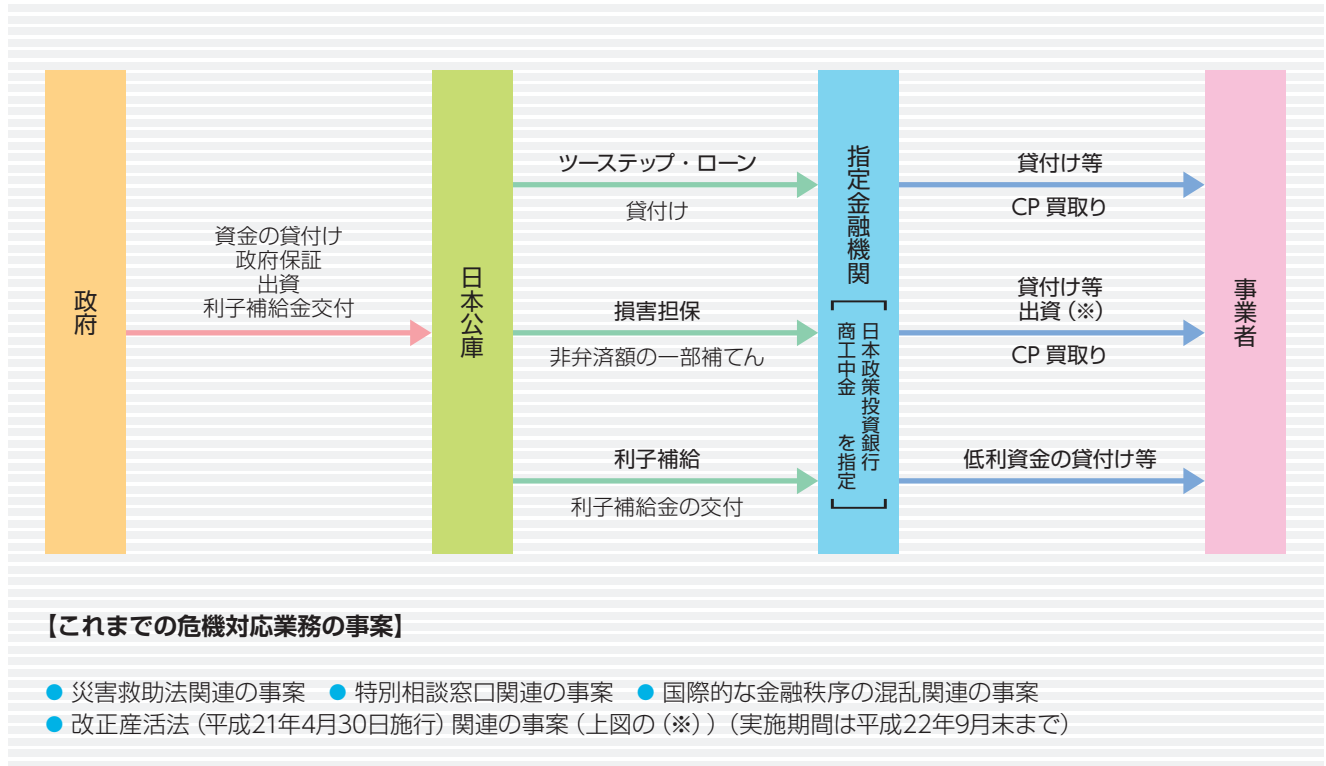 政府
資金の貸付け
政府保証
出資
利子補給金交付
日本公庫
ツーステップ・ローン
貸付け
損害担保
非弁済額の一部補てん
利子補給
利子補給金の交付
指定金融機関
日本政策投資銀行
商工中金 を指定
貸付け等
CP 買取り
貸付け等
出資（※）
CP 買取り
低利資金の貸付け等
事業者
【これまでの危機対応業務の事案】
● 災害救助法関連の事案 ● 特別相談窓口関連の事案 ● 国際的な金融秩序の混乱関連の事案
● 改正産活法（平成21年4月30日施行）関連の事案（上図の（※））（実施期間は平成22年9月末まで）